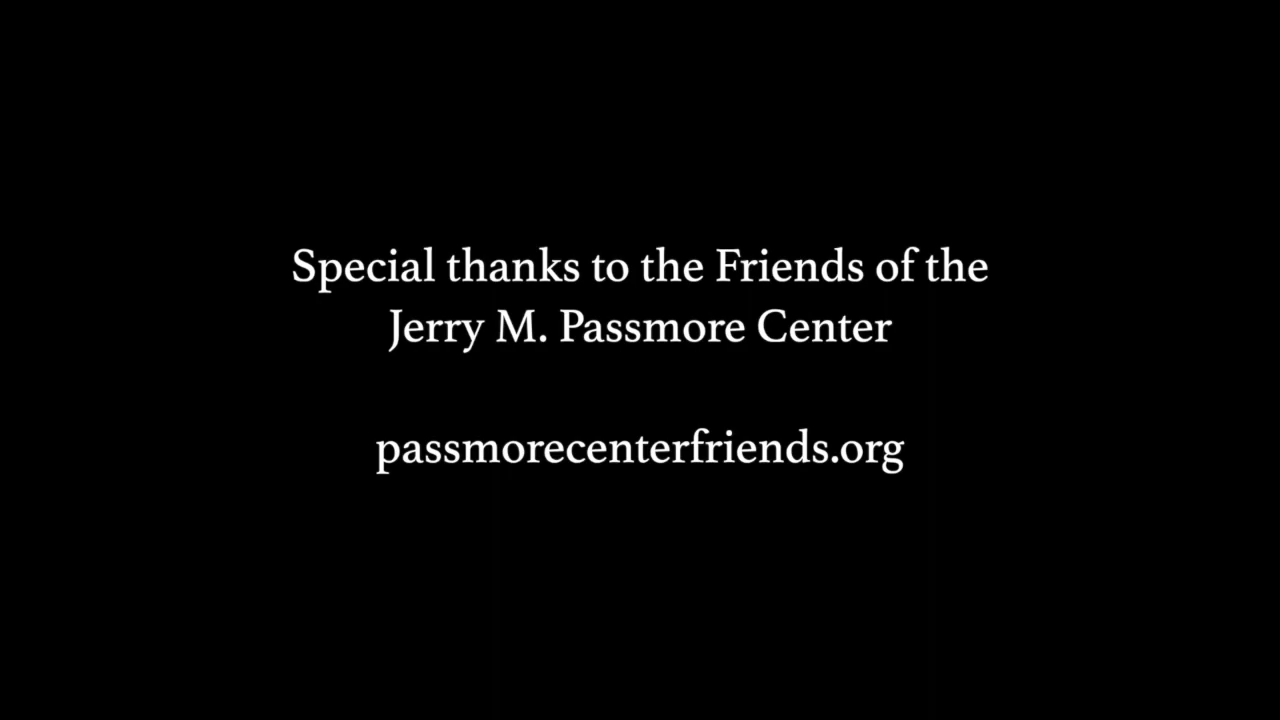 Special thanks to the Friends of the
Jerry M. Passmore Center
passmorecenterfriends.org